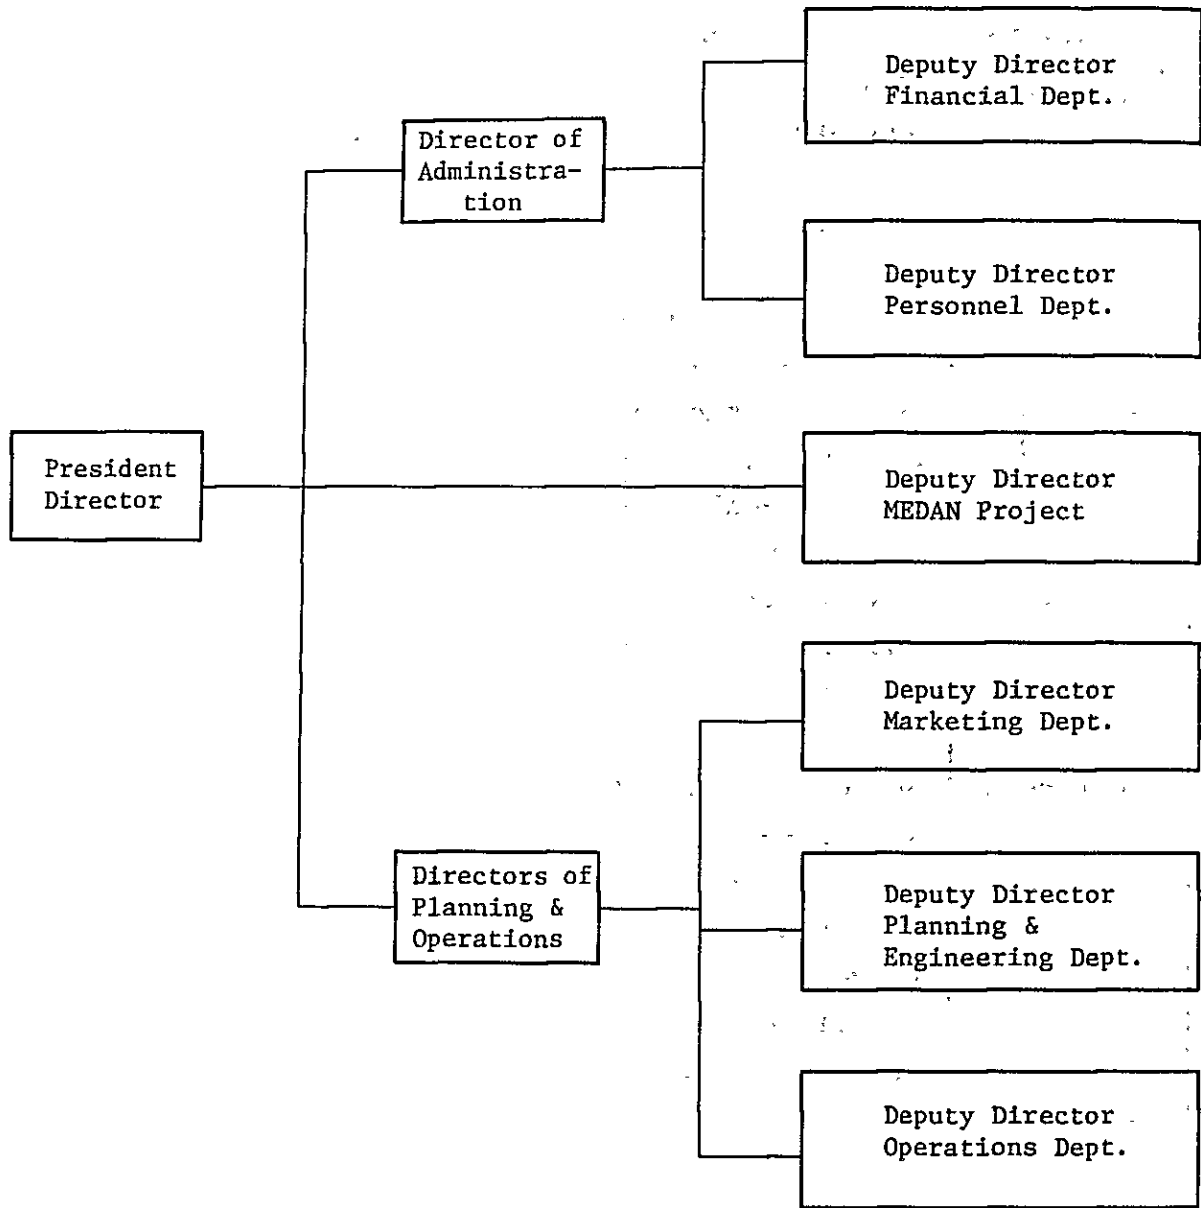 Deputy Director
Financial Dept.
Director of
Administra-
tion
Deputy Director
Personnel Dept.
President
Director
Deputy Director
MEDAN Project
Deputy Director
Marketing Dept.
Directors of
Planning &
Operations
Deputy Director
Planning &
Engineering Dept.
Deputy Director
Operations Dept.